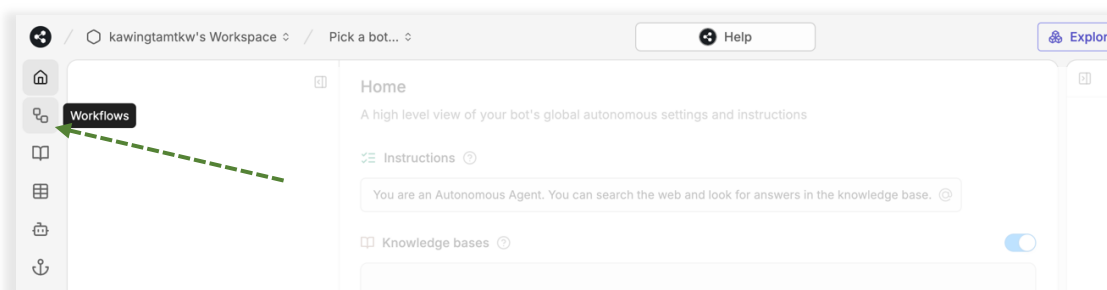 kawingtamtkw's Workspace
Pick a bot...
Help
Explor
Workflows
Home
A high level view of your bot's global autonomous settings and instructions
Instructions
You are an Autonomous Agent. You can search the web and look for answers in the knowledge base.
Knowledge bases